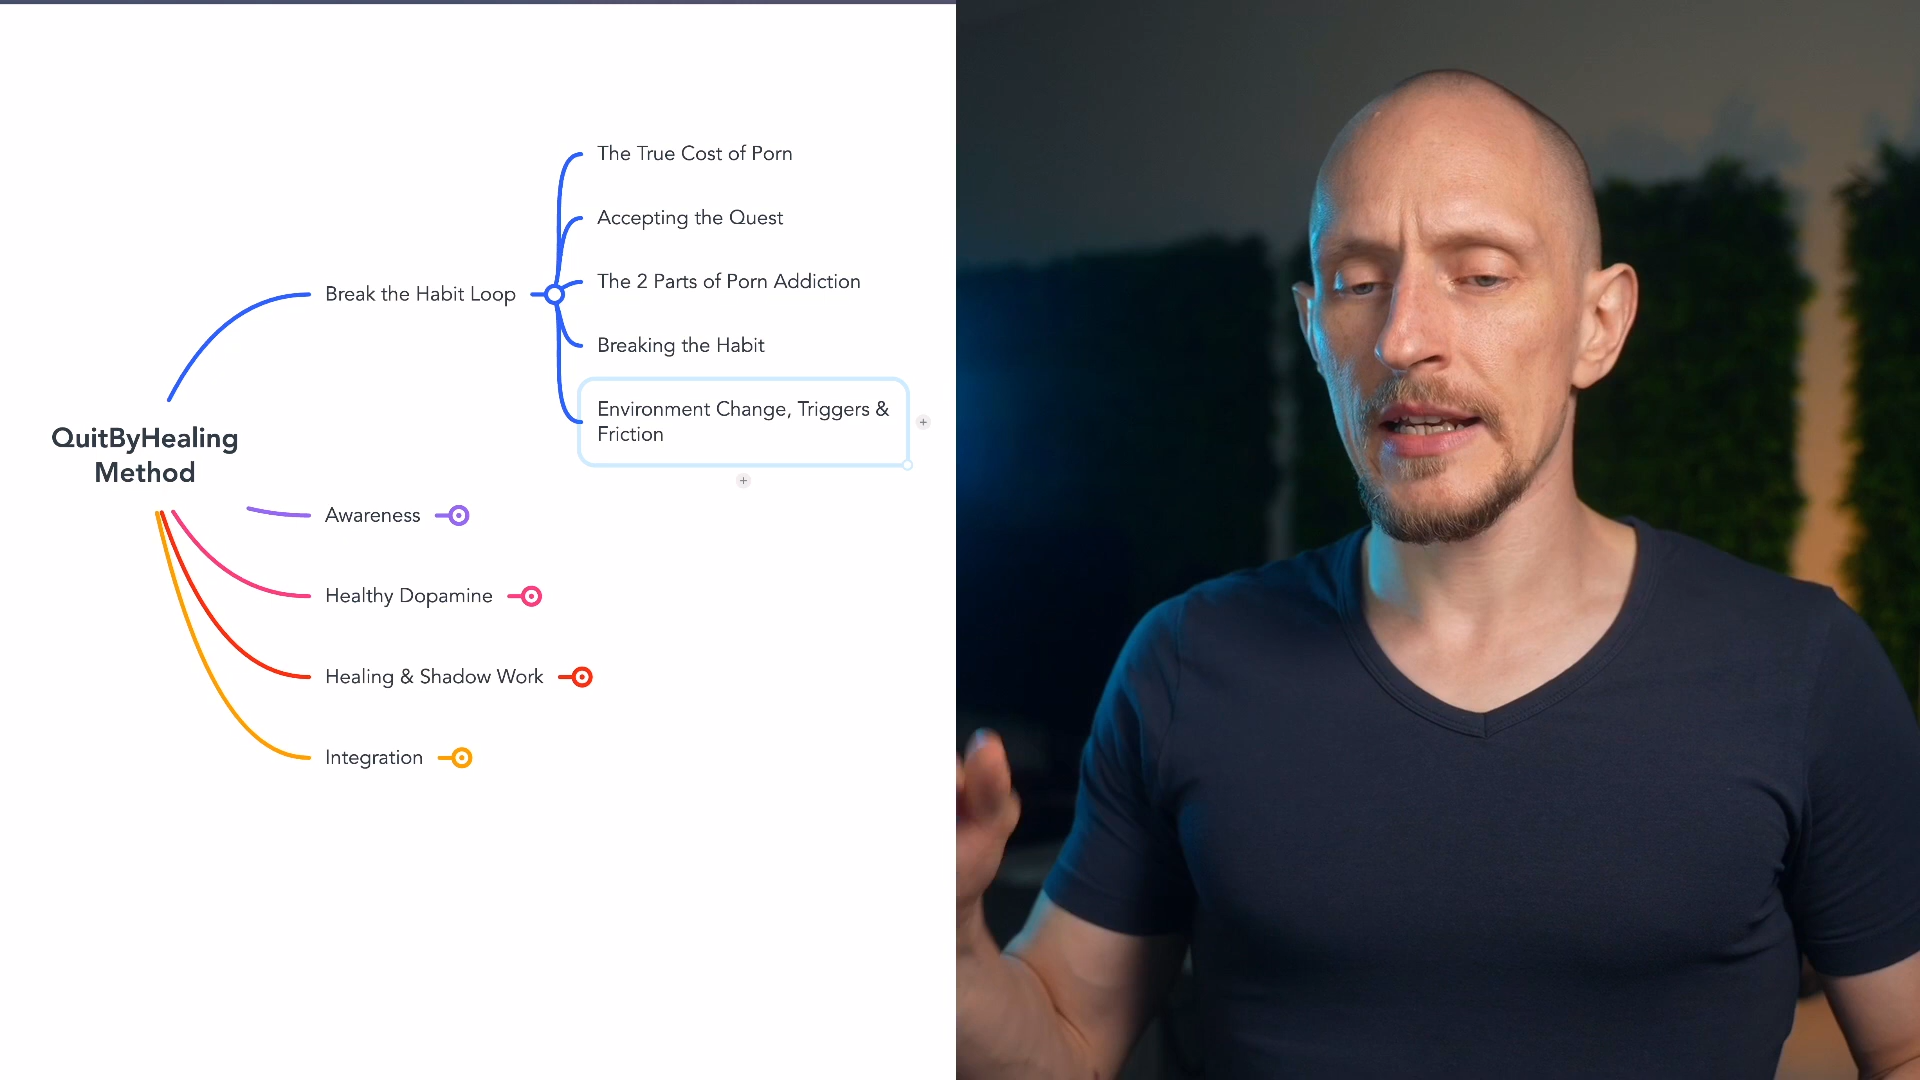 QuitByHealing
Method
Break the Habit Loop
The True Cost of Porn
Accepting the Quest
The 2 Parts of Porn Addiction
Breaking the Habit
Environment Change, Triggers &
Friction
Awareness
Healthy Dopamine
Healing & Shadow Work
Integration